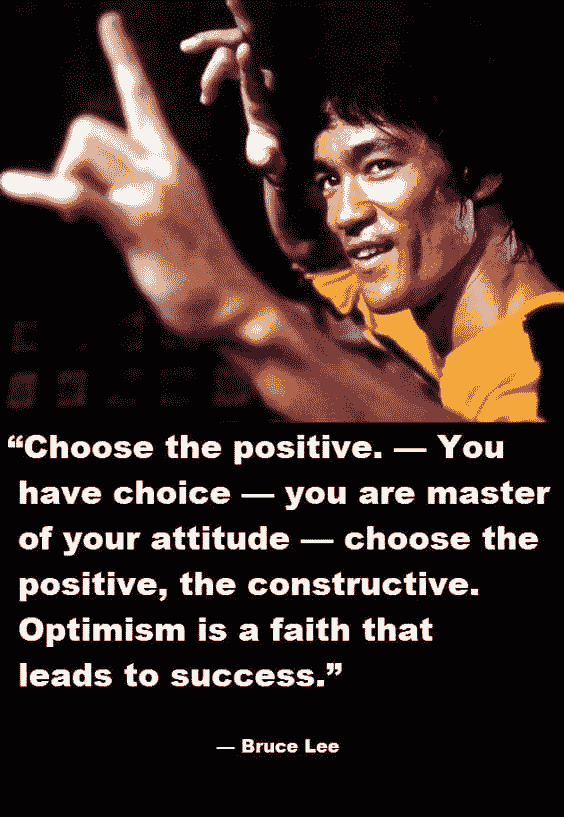 “Choose the positive. — You
have choice — you are master
of your attitude — choose the
positive, the constructive.
Optimism is a faith that
leads to success.”
— Bruce Lee